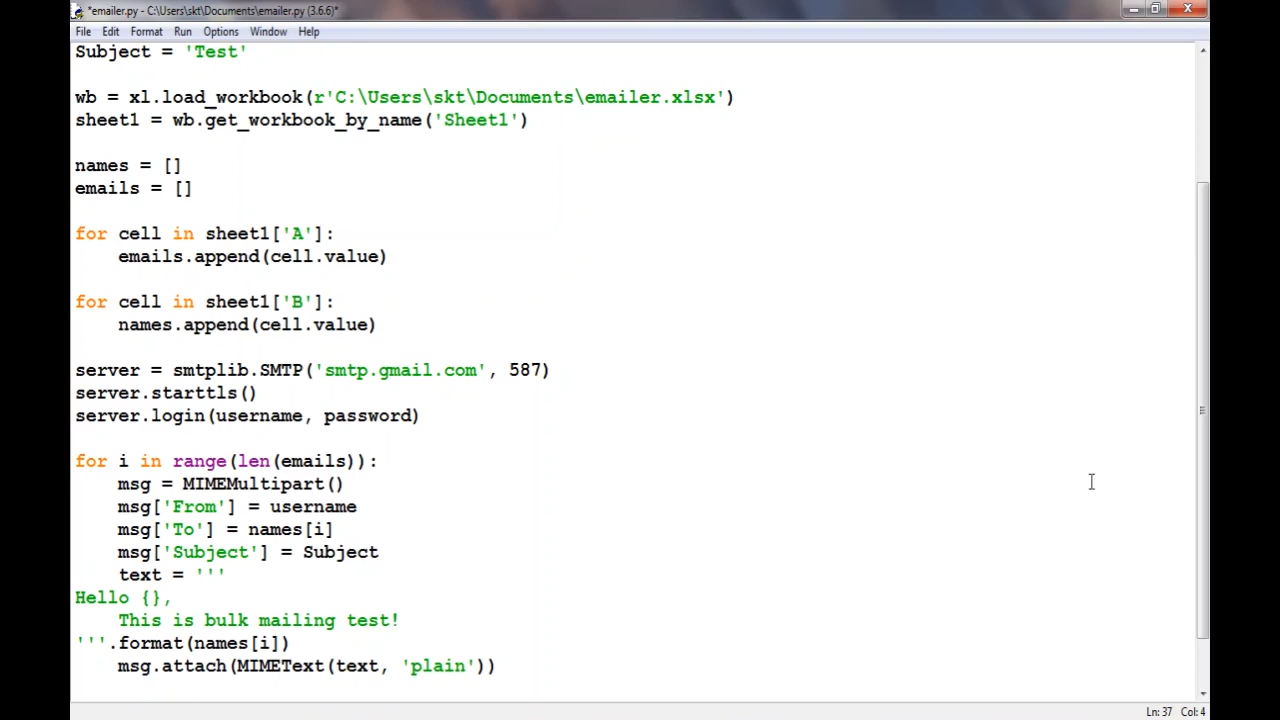 *emailer.py - C:\Users\skt\Documents\emailer.py (3.6.6)*
File Edit Format Run Options Window Help
Subject = 'Test'
wb = xl.load_workbook(r'C:\Users\skt\Documents\emailer.xlsx')
sheet1 = wb.get_workbook_by_name('Sheet1')
names = []
emails = []
for cell in sheet1['A']:
    emails.append(cell.value)
for cell in sheet1['B']:
    names.append(cell.value)
server = smtplib.SMTP('smtp.gmail.com', 587)
server.starttls()
server.login(username, password)
for i in range(len(emails)):
    msg = MIMEMultipart()
    msg['From'] = username
    msg['To'] = names[i]
    msg['Subject'] = Subject
    text = '''
Hello {},
    This is bulk mailing test!
'''.format(names[i])
    msg.attach(MIMEText(text, 'plain'))
Ln: 37 Col: 4